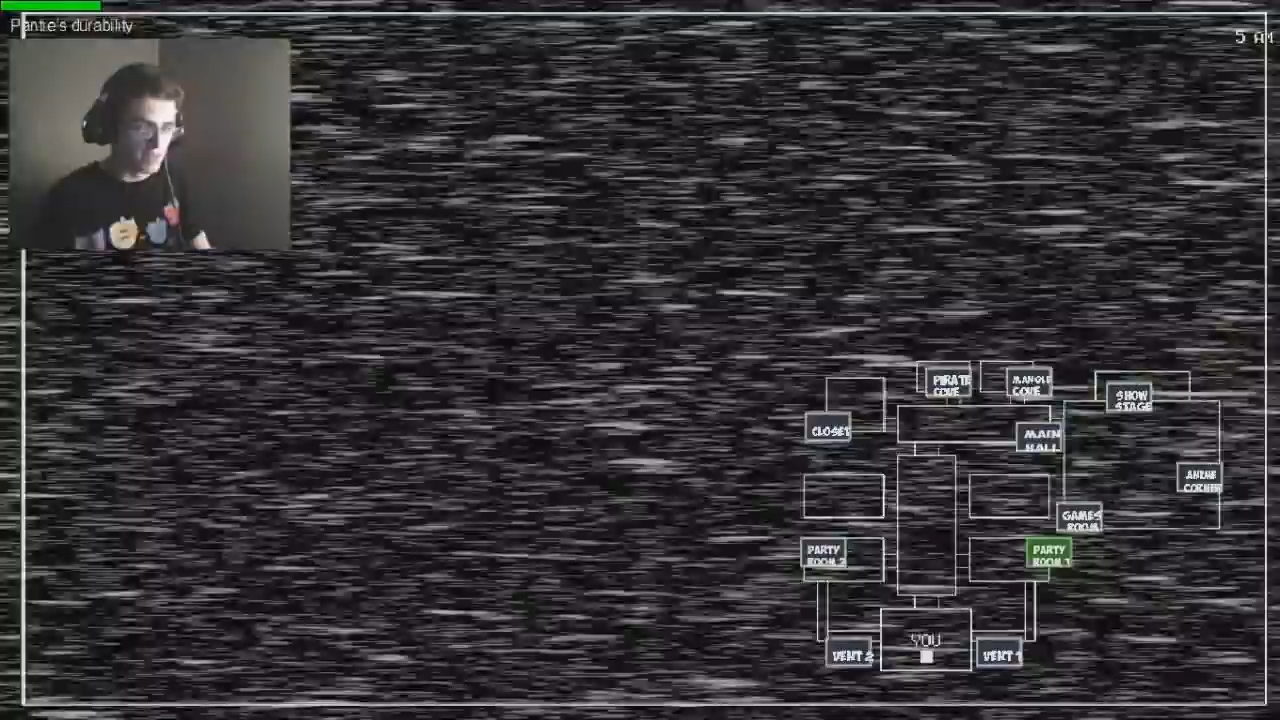 Pantie's durability
5 AM
PIRATE
COVE
MANGLE
COVE
SHOW
STAGE
CLOSET
MAIN
HALL
ANIME
CORNER
GAMES
ROOM
PARTY
ROOM 2
PARTY
ROOM 1
YOU
VENT 2
VENT 1